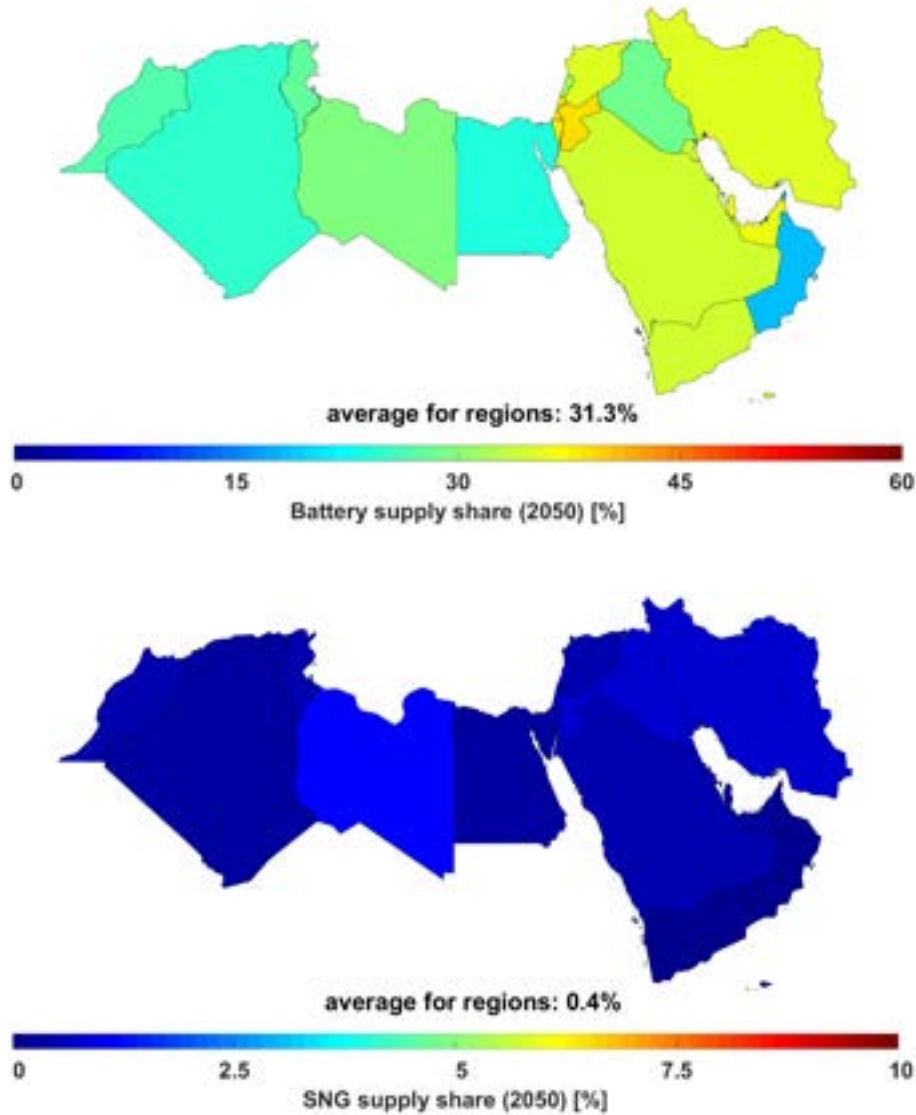 average for regions: 31.3%
0 15 30 45 60
Battery supply share (2050) [%]
average for regions: 0.4%
0 2.5 5 7.5 10
SNG supply share (2050) [%]